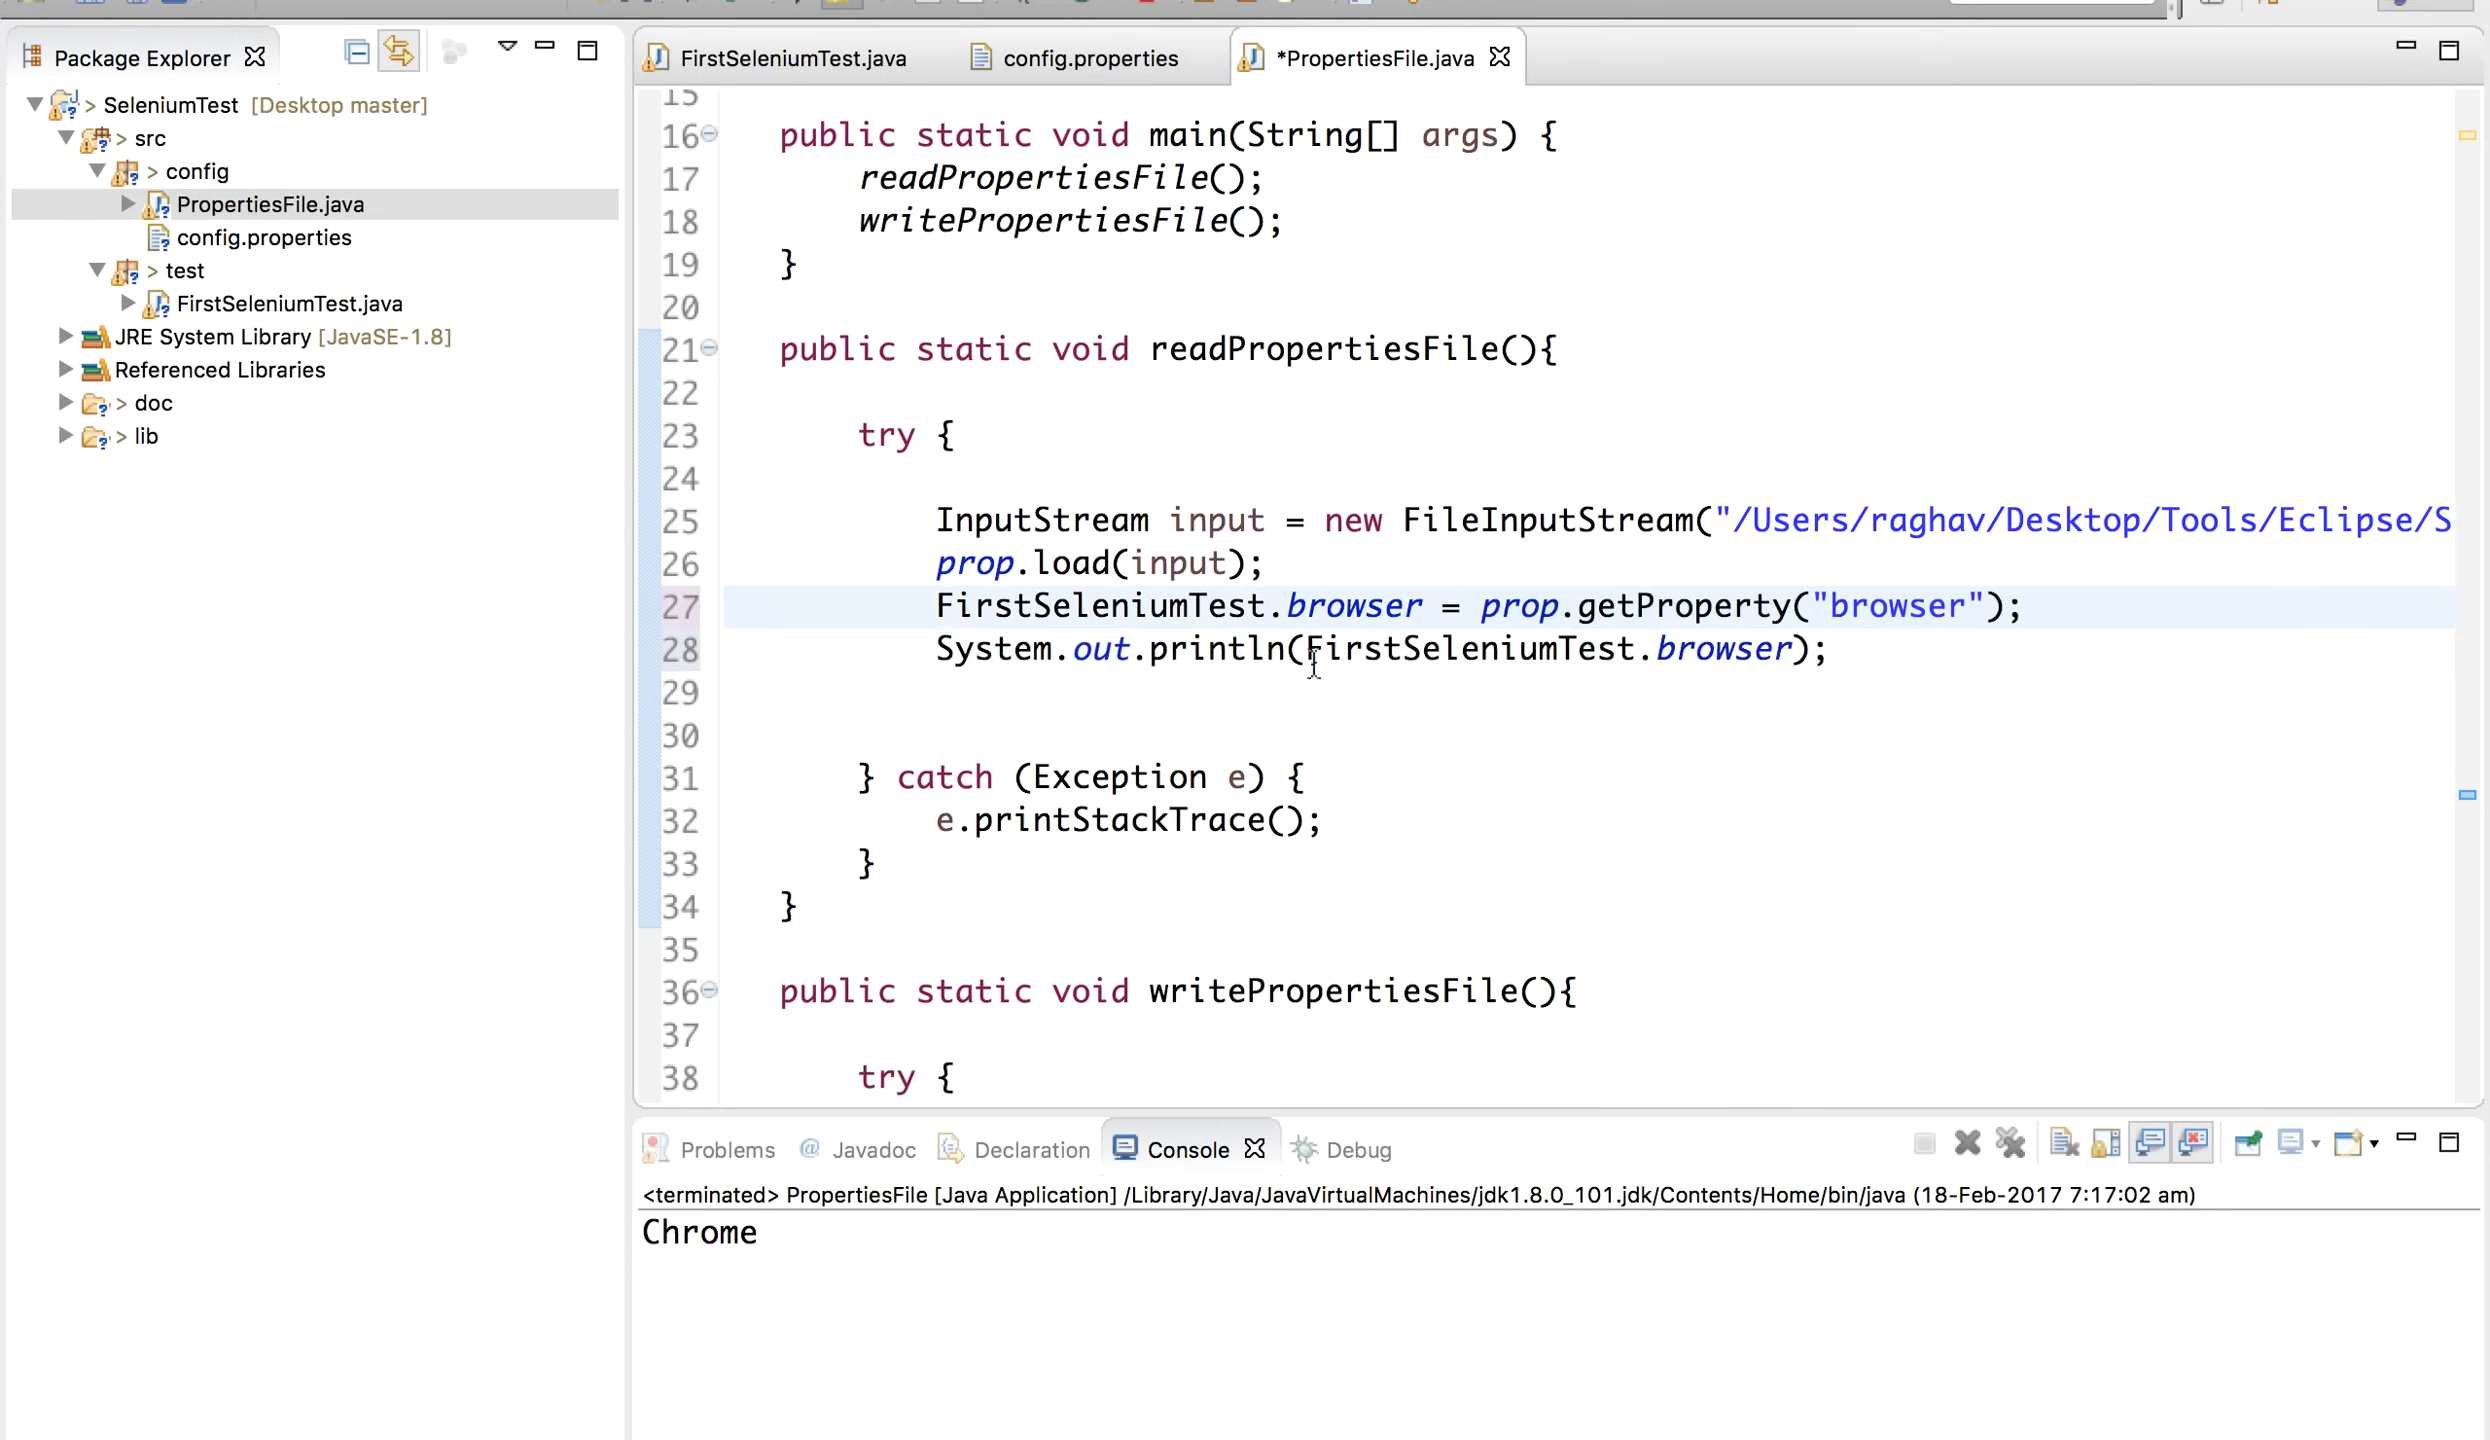 Package Explorer
FirstSeleniumTest.java
config.properties
*PropertiesFile.java
> SeleniumTest [Desktop master]
> src
> config
PropertiesFile.java
config.properties
> test
FirstSeleniumTest.java
JRE System Library [JavaSE-1.8]
Referenced Libraries
> doc
> lib
15
16 public static void main(String[] args) {
17 readPropertiesFile();
18 writePropertiesFile();
19 }
20
21 public static void readPropertiesFile(){
22
23 try {
24
25 InputStream input = new FileInputStream("/Users/raghav/Desktop/Tools/Eclipse/S
26 prop.load(input);
27 FirstSeleniumTest.browser = prop.getProperty("browser");
28 System.out.println(FirstSeleniumTest.browser);
29
30
31 } catch (Exception e) {
32 e.printStackTrace();
33 }
34 }
35
36 public static void writePropertiesFile(){
37
38 try {
Problems @ Javadoc Declaration Console Debug
<terminated> PropertiesFile [Java Application] /Library/Java/JavaVirtualMachines/jdk1.8.0_101.jdk/Contents/Home/bin/java (18-Feb-2017 7:17:02 am)
Chrome